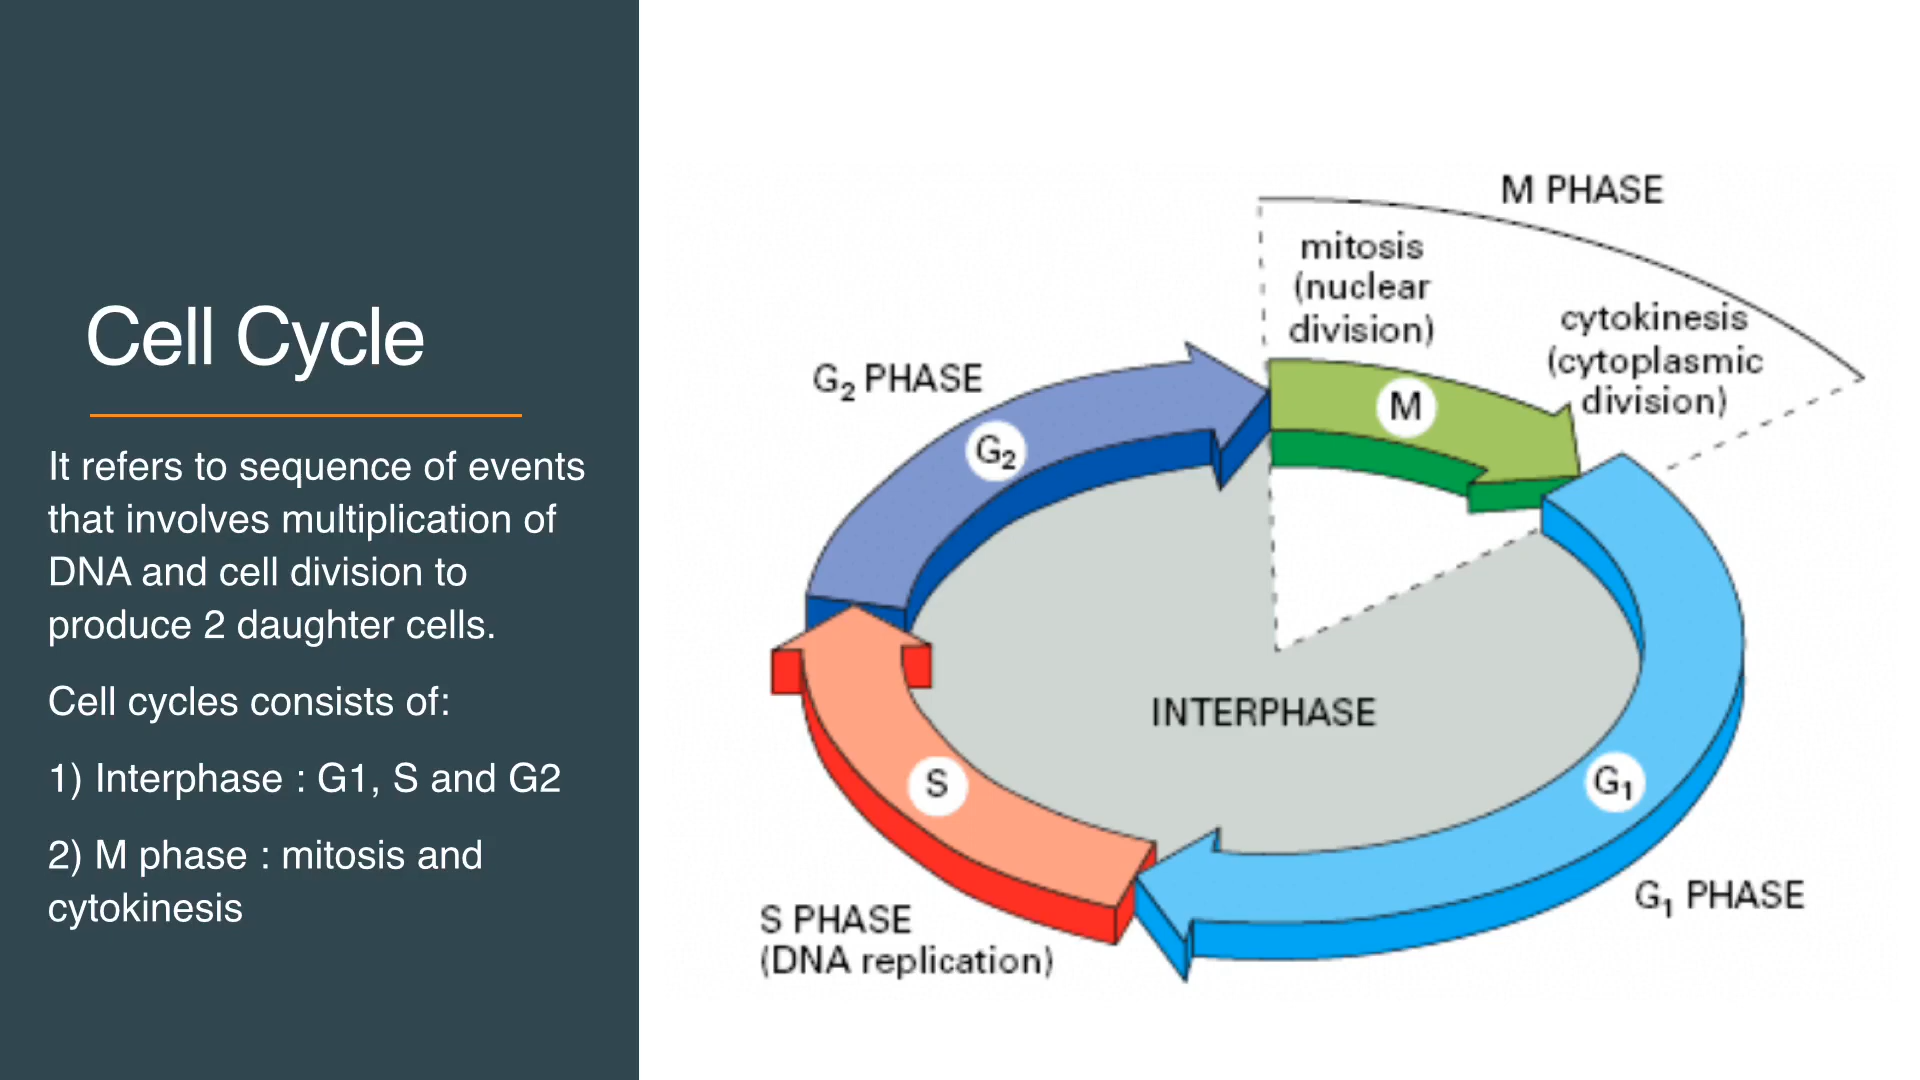 Cell Cycle
It refers to sequence of events
that involves multiplication of
DNA and cell division to
produce 2 daughter cells.
Cell cycles consists of:
1) Interphase : G1, S and G2
2) M phase : mitosis and
cytokinesis
M PHASE
mitosis
(nuclear
division)
cytokinesis
(cytoplasmic
division)
G₂ PHASE
M
G₂
INTERPHASE
S
G₁
G₁ PHASE
S PHASE
(DNA replication)